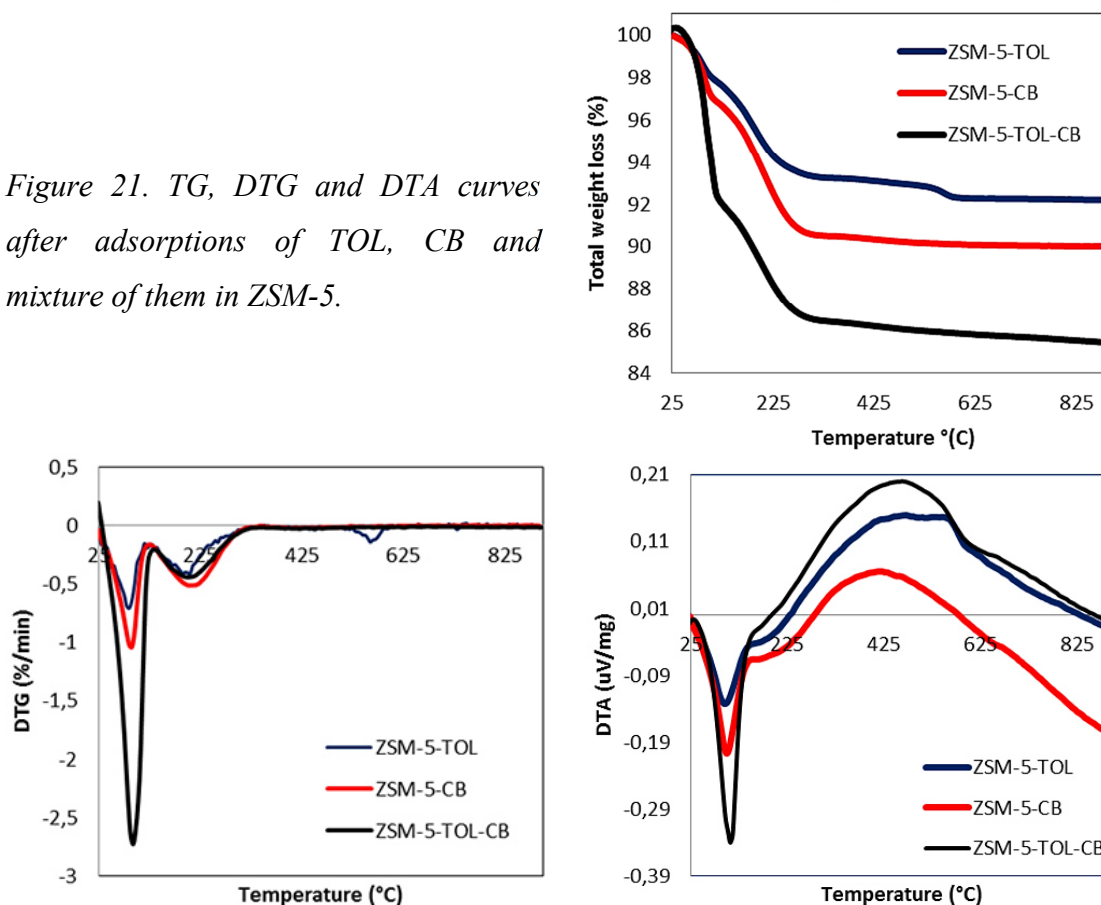 Figure 21. TG, DTG and DTA curves
after adsorptions of TOL, CB and
mixture of them in ZSM-5.
100
98
96
94
92
90
88
86
84
Total weight loss (%)
ZSM-5-TOL
ZSM-5-CB
ZSM-5-TOL-CB
25 225 425 625 825
Temperature °(C)
0,5
0
-0,5
-1
-1,5
-2
-2,5
-3
DTG (%/min)
25 225 425 625 825
ZSM-5-TOL
ZSM-5-CB
ZSM-5-TOL-CB
Temperature (°C)
0,21
0,11
0,01
-0,09
-0,19
-0,29
-0,39
DTA (uV/mg)
25 225 425 625 825
ZSM-5-TOL
ZSM-5-CB
ZSM-5-TOL-CB
Temperature (°C)